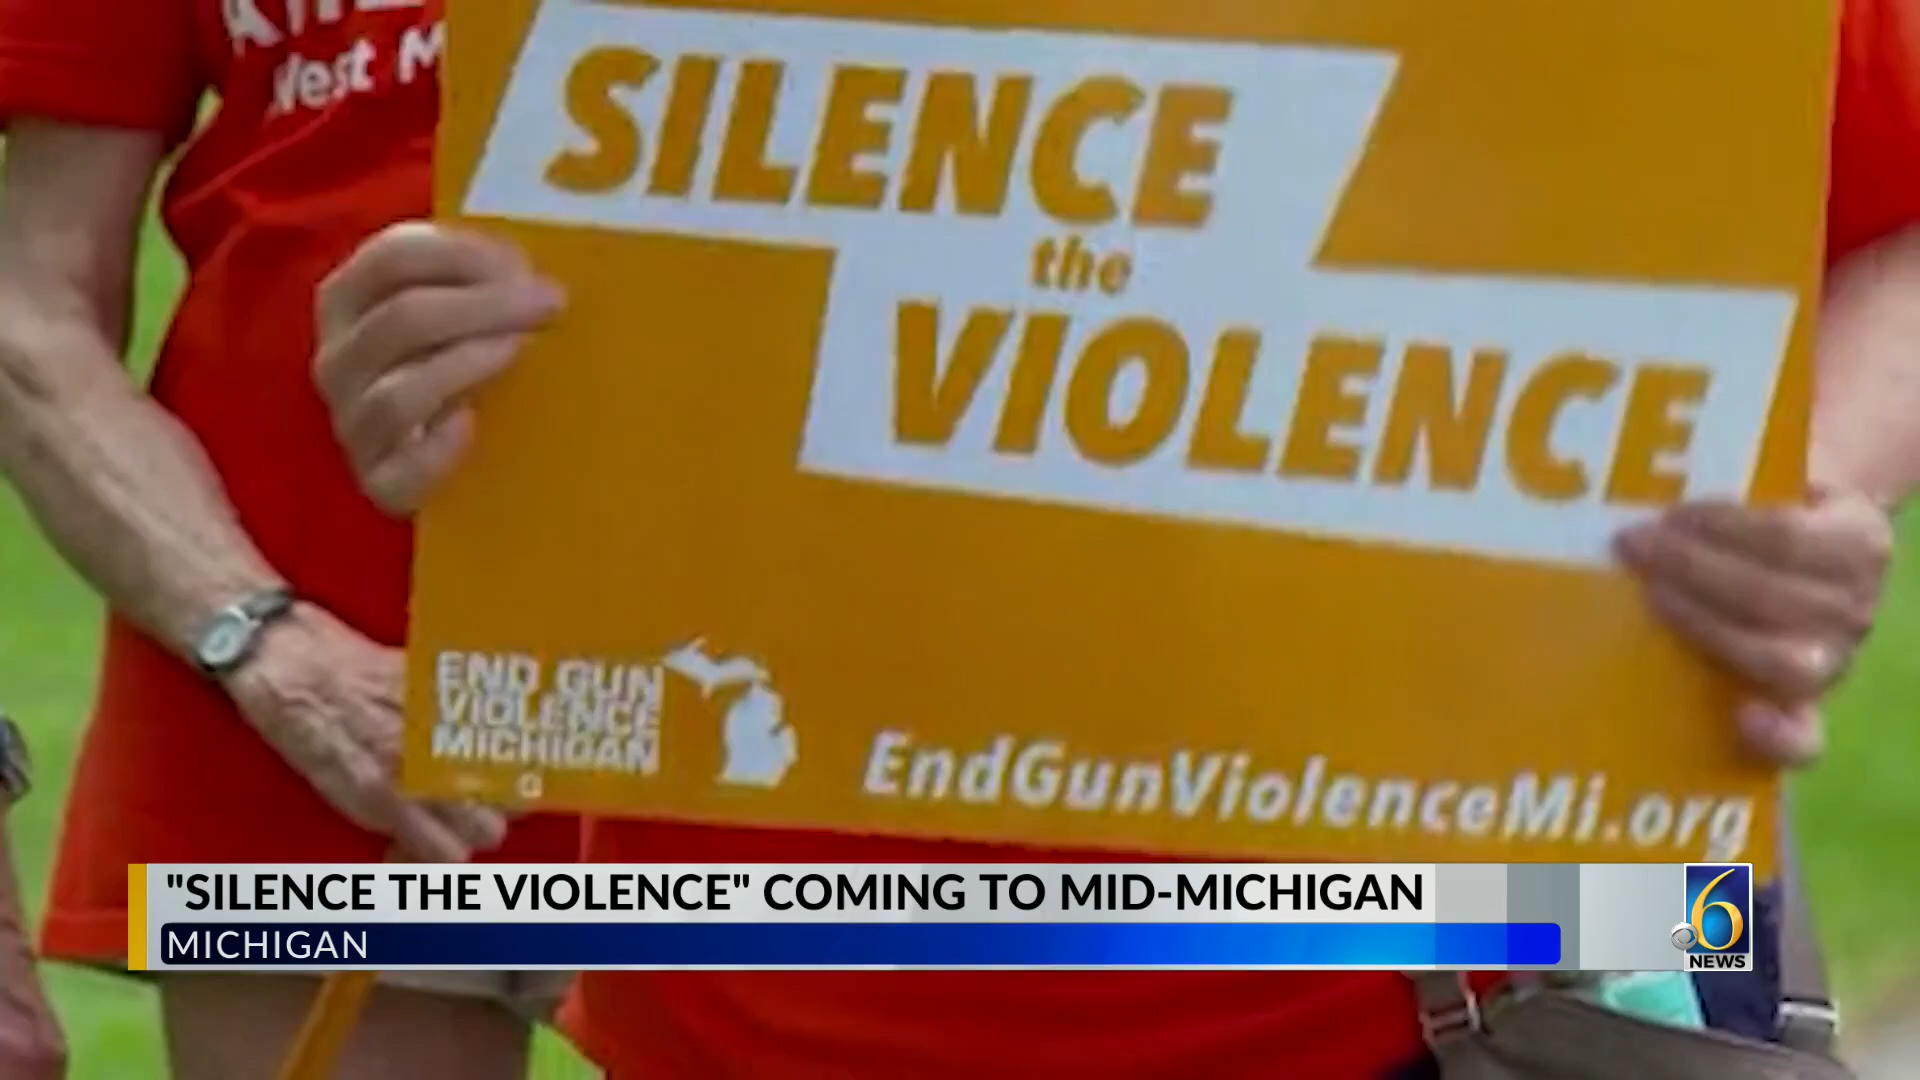 West M
SILENCE
the
VIOLENCE
END GUN
VIOLENCE
MICHIGAN
EndGunViolenceMi.org
"SILENCE THE VIOLENCE" COMING TO MID-MICHIGAN
MICHIGAN
6
NEWS